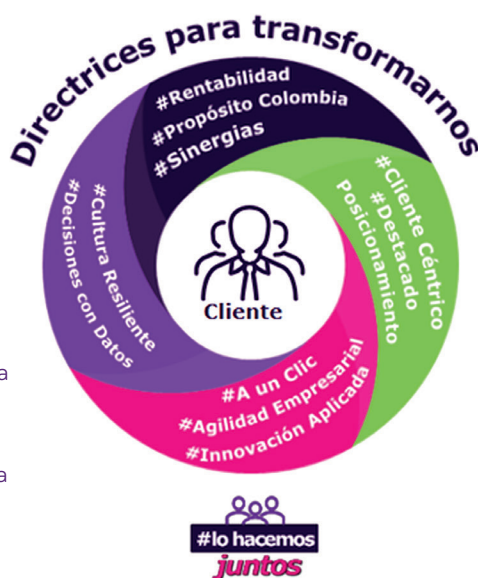 Directrices para transformarnos
#Rentabilidad
#Propósito Colombia
#Sinergias
#Cliente Céntrico
#Destacado
Posicionamiento
#A un Clic
#Agilidad Empresarial
#Innovación Aplicada
#Cultura Resiliente
#Decisiones con Datos
Cliente
a
a
#lo hacemos
juntos